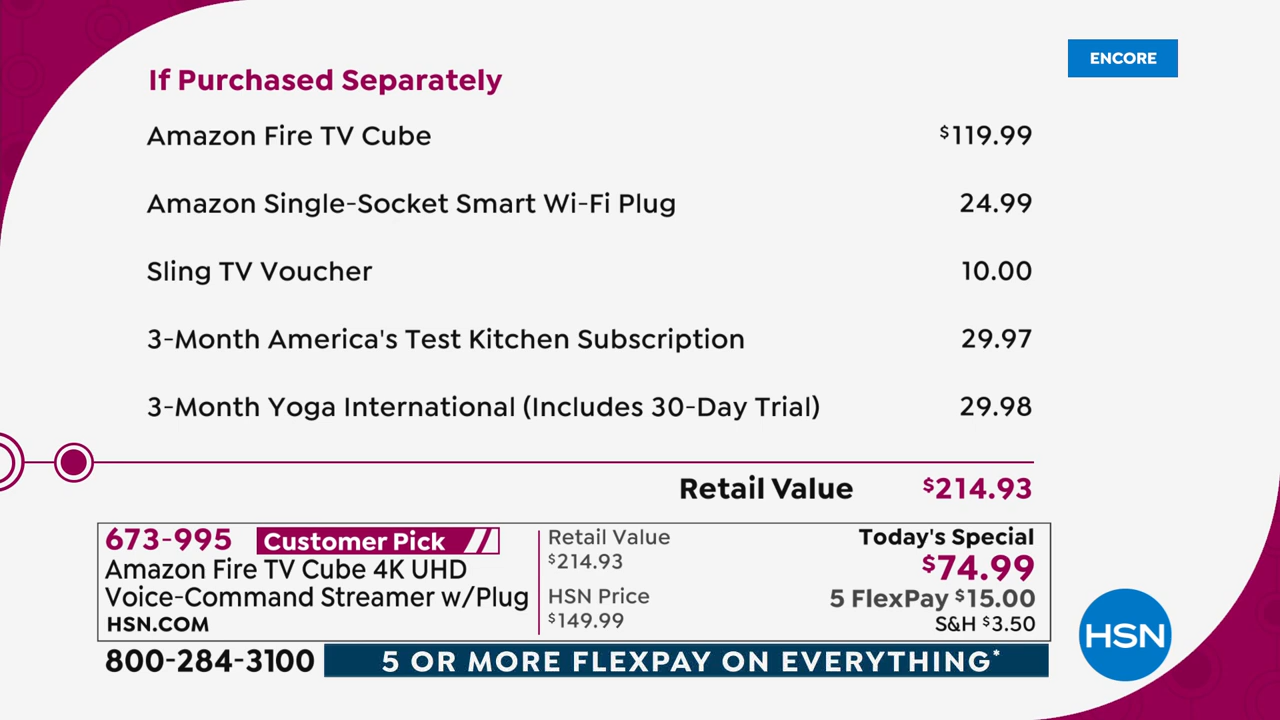 ENCORE
If Purchased Separately
Amazon Fire TV Cube $119.99
Amazon Single-Socket Smart Wi-Fi Plug 24.99
Sling TV Voucher 10.00
3-Month America's Test Kitchen Subscription 29.97
3-Month Yoga International (Includes 30-Day Trial) 29.98
Retail Value $214.93
673-995 Customer Pick
Amazon Fire TV Cube 4K UHD
Voice-Command Streamer w/Plug
HSN.COM
Retail Value
$214.93
HSN Price
$149.99
Today's Special
$74.99
5 FlexPay $15.00
S&H $3.50
HSN
800-284-3100 5 OR MORE FLEXPAY ON EVERYTHING*